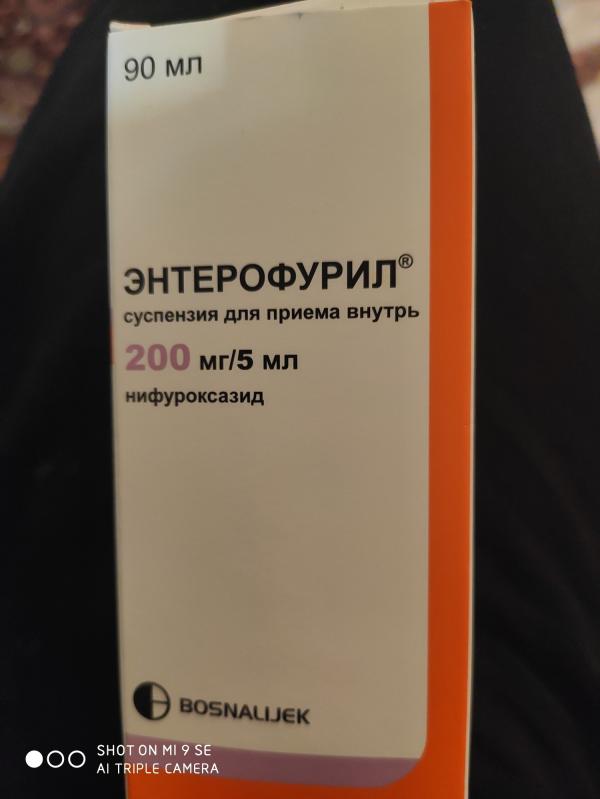 90 мл
ЭНТЕРОФУРИЛ®
суспензия для приема внутрь
200 мг/5 мл
нифуроксазид
BOSNALIJEK
SHOT ON MI 9 SE
AI TRIPLE CAMERA